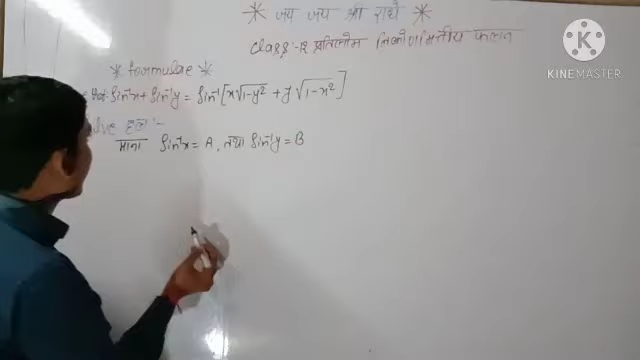 * जय जय श्री राधे *
Class - 12 प्रतिलोम त्रिकोणमितीय फलन
KINEMASTER
* formulae *
sin⁻¹x + sin⁻¹y = sin⁻¹[x√1-y² + y√1-x²]
हल :-
माना sin⁻¹x = A, तथा sin⁻¹y = B